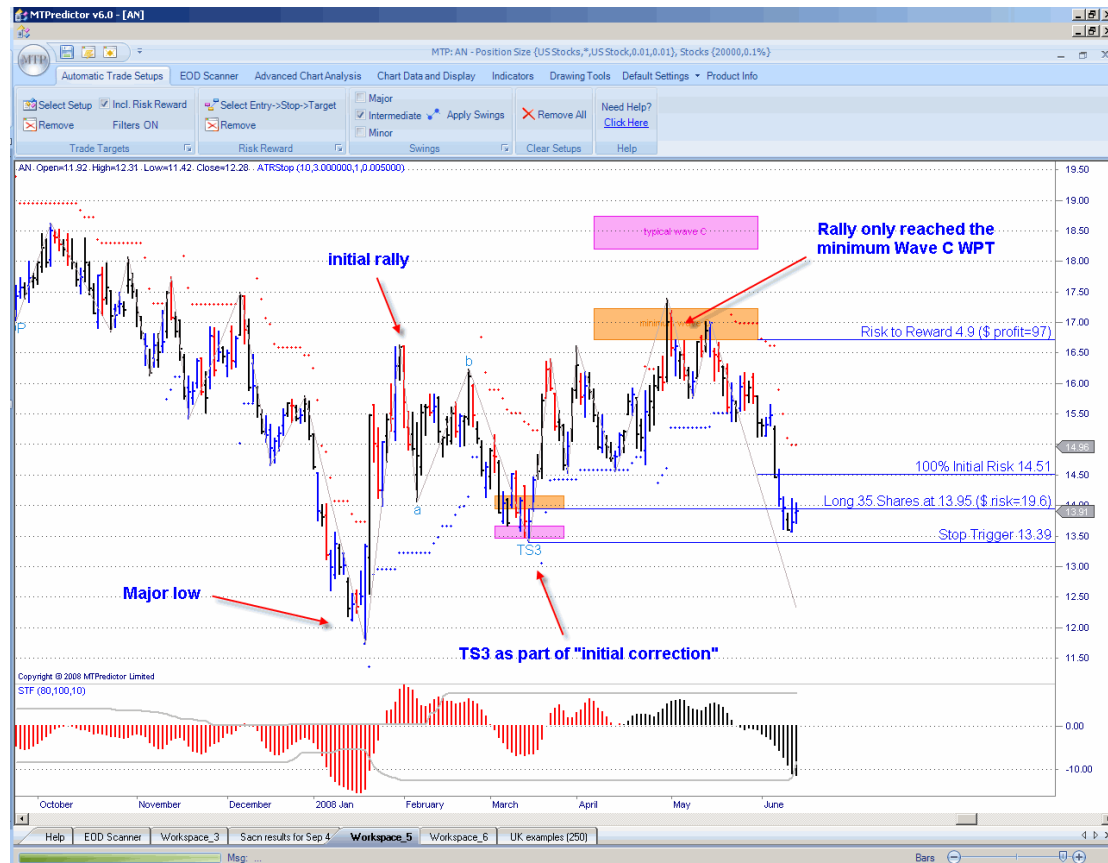 MTPredictor v6.0 - [AN]
MTP
MTP: AN - Position Size {US Stocks,*,US Stock,0.01,0.01}, Stocks {20000,0.1%}
Automatic Trade Setups EOD Scanner Advanced Chart Analysis Chart Data and Display Indicators Drawing Tools Default Settings Product Info
Select Setup Incl. Risk Reward Select Entry->Stop->Target Major Need Help?
Intermediate Apply Swings Remove All
Remove Filters ON Remove Minor Click Here
Trade Targets Risk Reward Swings Clear Setups Help
AN Open=11.92 High=12.31 Low=11.42 Close=12.28 ATRStop (10,3.000000,1,0.005000)
19.50
19.00
typical wave C
18.50
Rally only reached the
minimum Wave C WPT
initial rally
18.00
17.50
P
17.00
Risk to Reward 4.9 ($ profit=97)
16.50
b
16.00
15.50
14.96
100% Initial Risk 14.51
14.50
a
Long 35 Shares at 13.95 ($ risk=19.6)
14.00
13.91
Stop Trigger 13.39
13.50
TS3
13.00
Major low
12.50
12.00
TS3 as part of "initial correction"
11.50
Copyright © 2008 MTPredictor Limited
STF (80,100,10)
0.00
-10.00
October November December 2008 Jan February March April May June
Help EOD Scanner Workspace_3 Sacn results for Sep 4 Workspace_5 Workspace_6 UK examples (250)
Msg: ... Bars